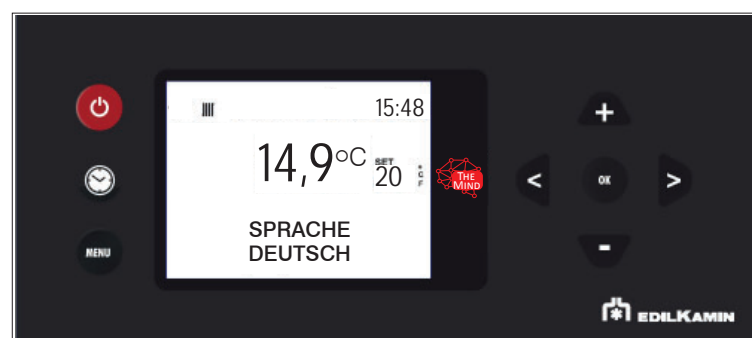 15:48
14,9°C
SET
20
°
C
F
THE
MIND
+
< OK >
-
MENU
SPRACHE
DEUTSCH
EDILKAMIN